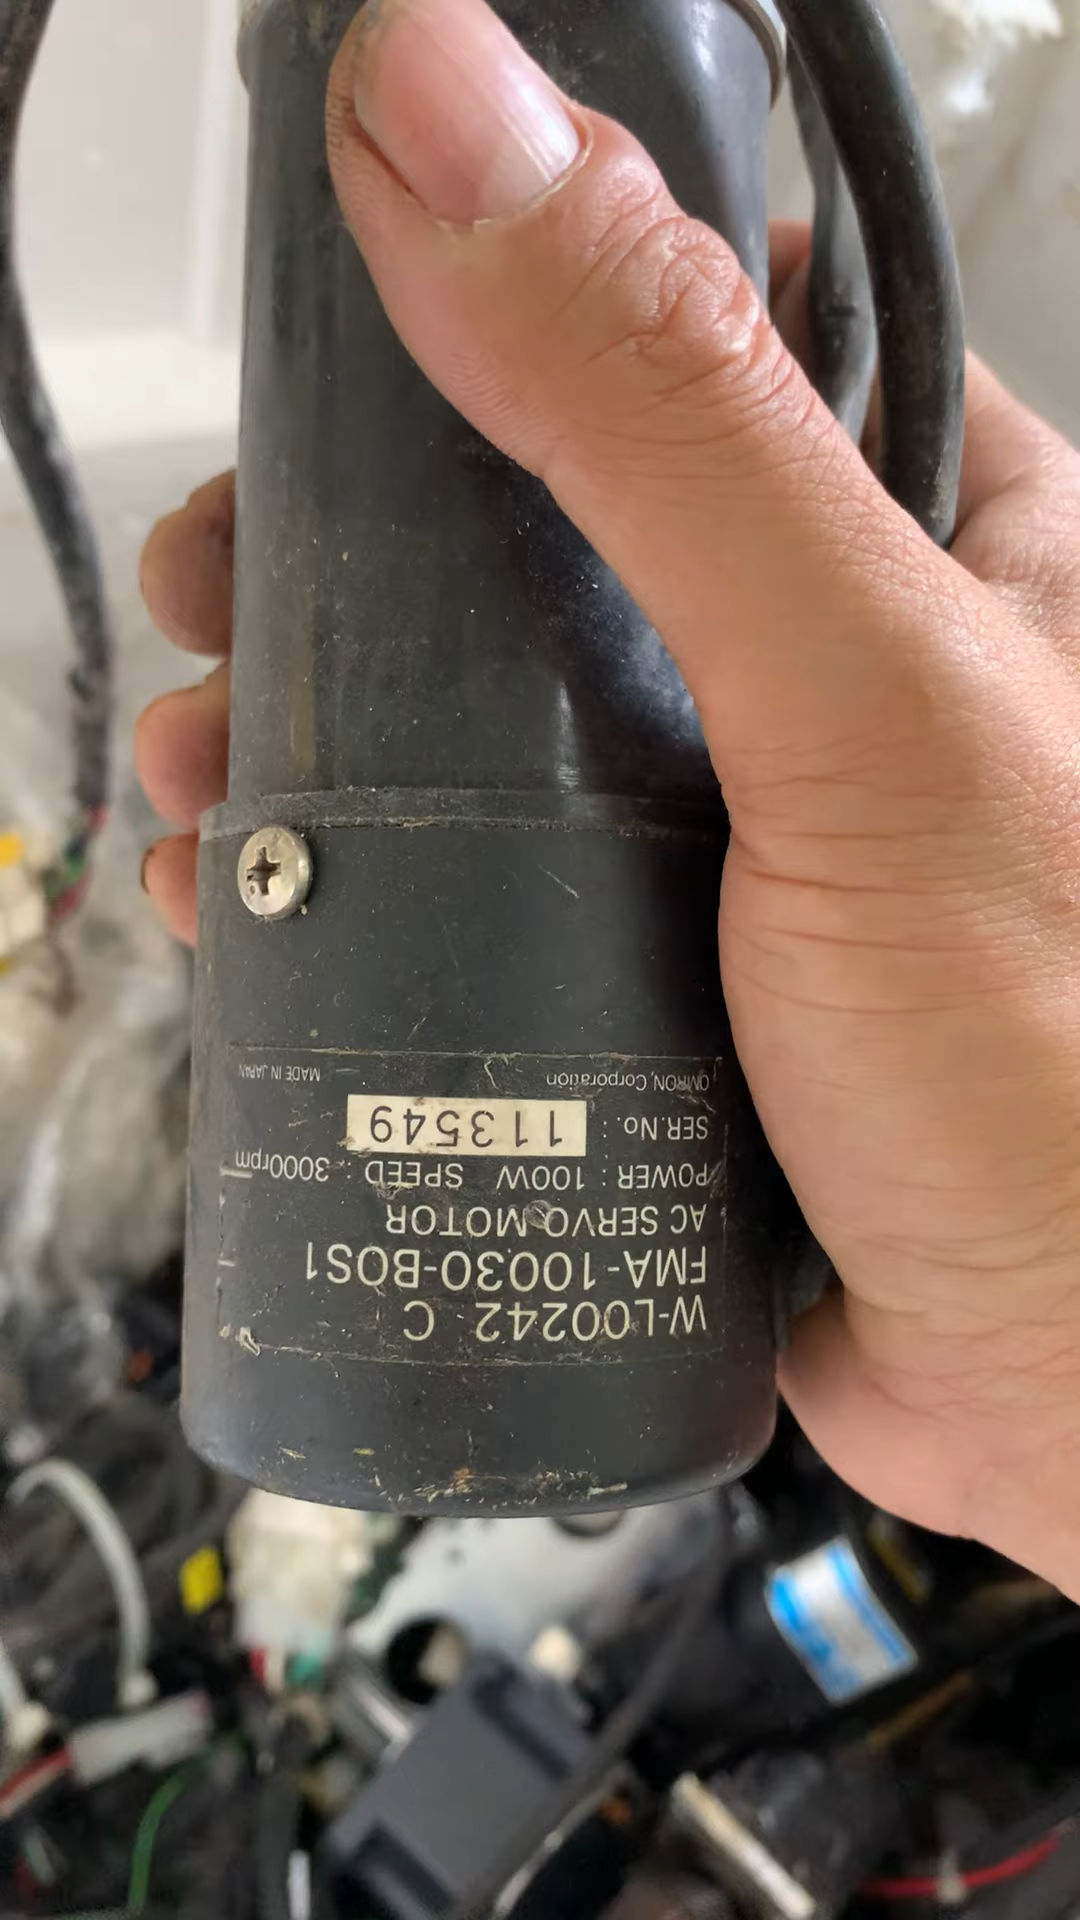 W-L00242 C
FMA-10030-BOS1
AC SERVO MOTOR
POWER : 100W SPEED : 3000rpm
SER.No. : 113549
OMRON, Corporation MADE IN JAPAN